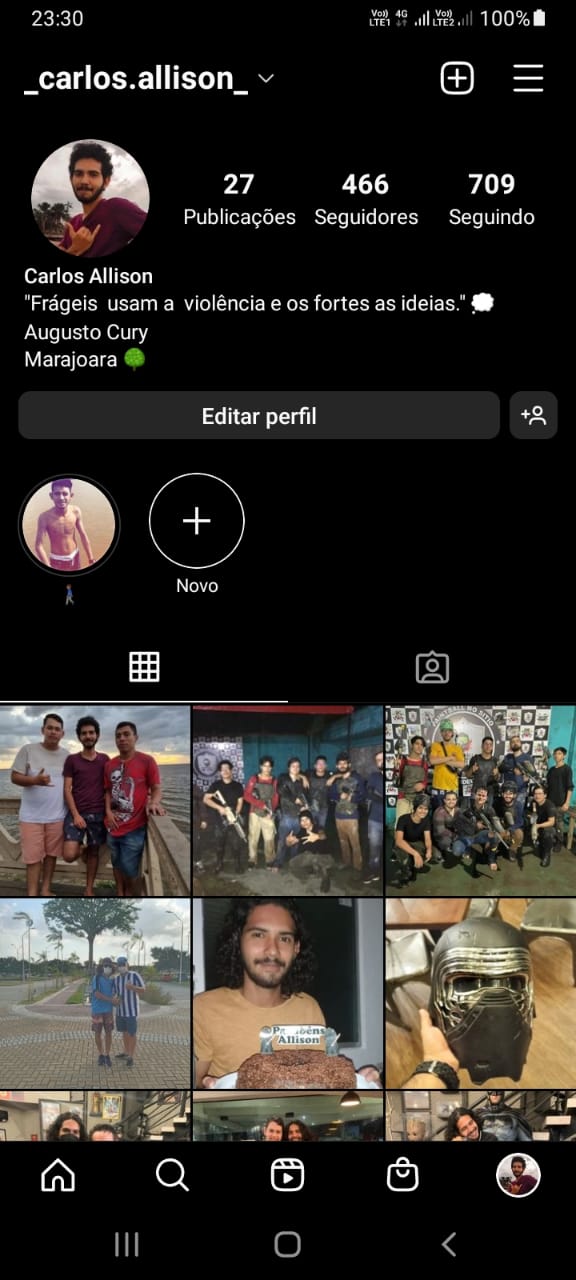 23:30
Vo)) LTE1 4G Vo)) LTE2 100%
_carlos.allison_
27
466
709
Publicações
Seguidores
Seguindo
Carlos Allison
"Frágeis usam a violência e os fortes as ideias." 💭
Augusto Cury
Marajoara 🌳
Editar perfil
Novo
Parabéns
Allison